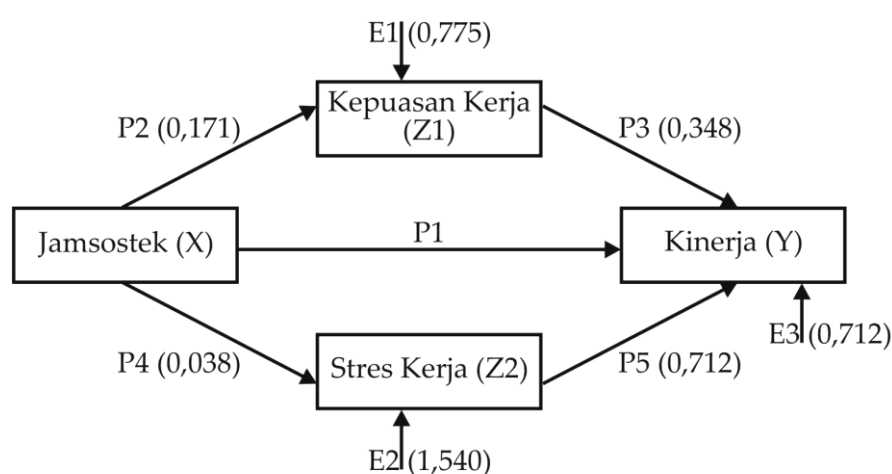 E1 (0,775)
Kepuasan Kerja
(Z1)
P2 (0,171)
P3 (0,348)
Jamsostek (X)
P1
Kinerja (Y)
E3 (0,712)
P4 (0,038)
Stres Kerja (Z2)
P5 (0,712)
E2 (1,540)